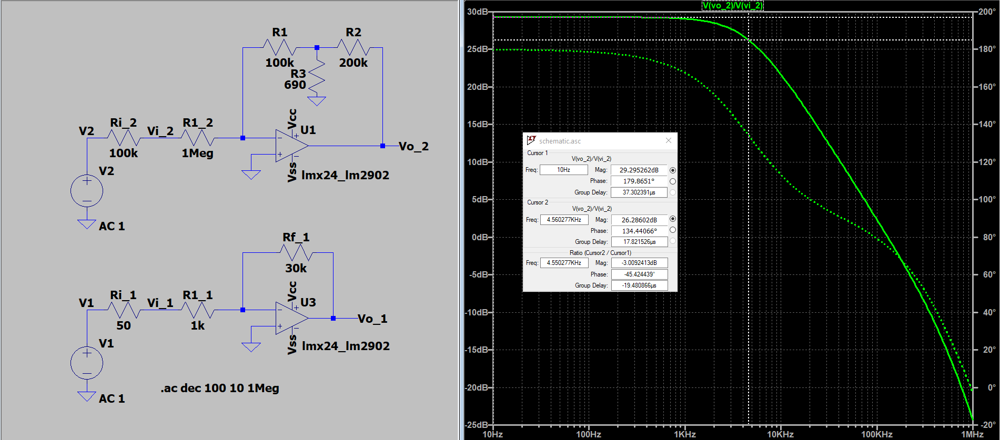 R1
100k
R2
200k
R3
690
V2
Ri_2
100k
Vi_2
R1_2
1Meg
Vcc
U1
Vss
lmx24_lm2902
Vo_2
V2
AC 1
Rf_1
30k
V1
Ri_1
50
Vi_1
R1_1
1k
Vcc
U3
Vss
lmx24_lm2902
Vo_1
V1
AC 1
.ac dec 100 10 1Meg
V(vo_2)/V(vi_2)
30dB
25dB
20dB
15dB
10dB
5dB
0dB
-5dB
-10dB
-15dB
-20dB
-25dB
200°
180°
160°
140°
120°
100°
80°
60°
40°
20°
0°
-20°
10Hz
100Hz
1KHz
10KHz
100KHz
1MHz
schematic.asc
Cursor 1
V(vo_2)/V(vi_2)
Freq: 10Hz Mag: 29.295262dB
Phase: 179.8651°
Group Delay: 37.302391µs
Cursor 2
V(vo_2)/V(vi_2)
Freq: 4.560277KHz Mag: 26.28602dB
Phase: 134.44066°
Group Delay: 17.821526µs
Ratio (Cursor2 / Cursor1)
Freq: 4.550277KHz Mag: -3.0092413dB
Phase: -45.424439°
Group Delay: -19.480866µs